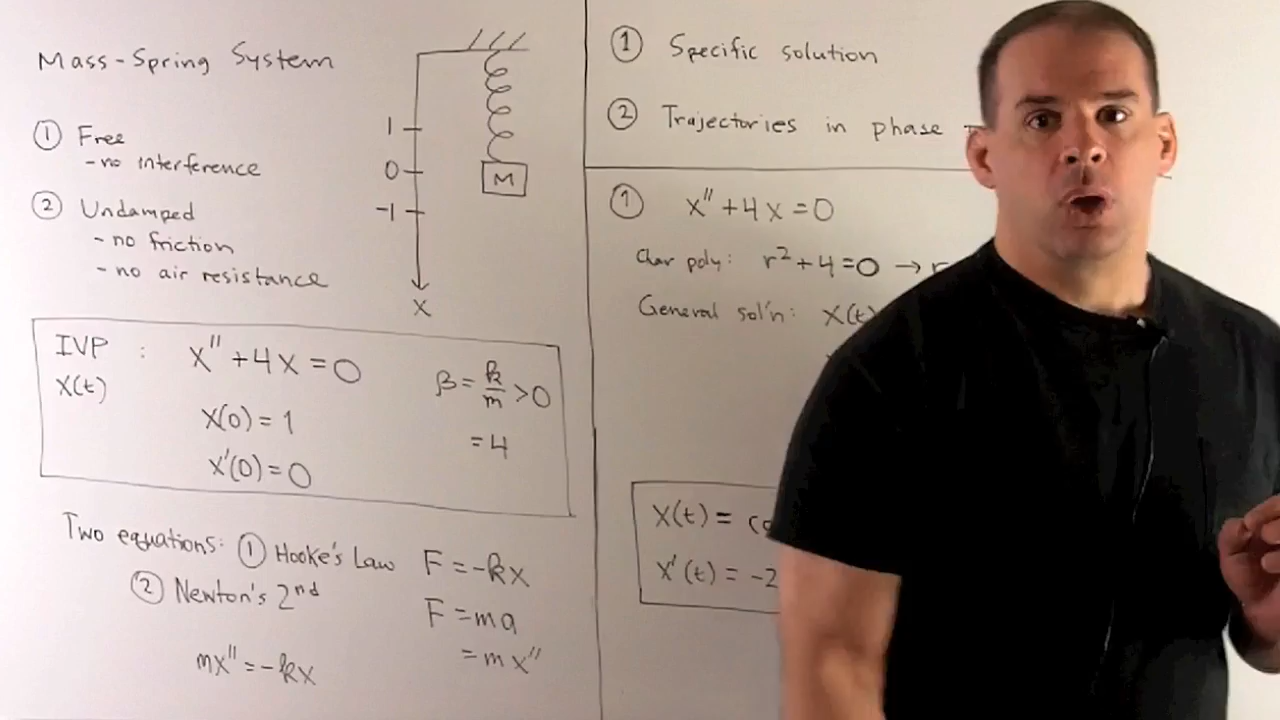 Mass-Spring System
① Free
- no interference
② Undamped
- no friction
- no air resistance
1
0
-1
M
X
IVP : x'' + 4x = 0
X(t)
X(0) = 1
X'(0) = 0
β = k/m > 0
= 4
Two equations: ① Hooke's Law F = -kx
② Newton's 2nd
F = ma
= mx''
mx'' = -kx
① Specific solution
② Trajectories in phase
① x'' + 4x = 0
Char poly: r² + 4 = 0 → r
General sol'n: X(t)
X(t) = co
X'(t) = -2